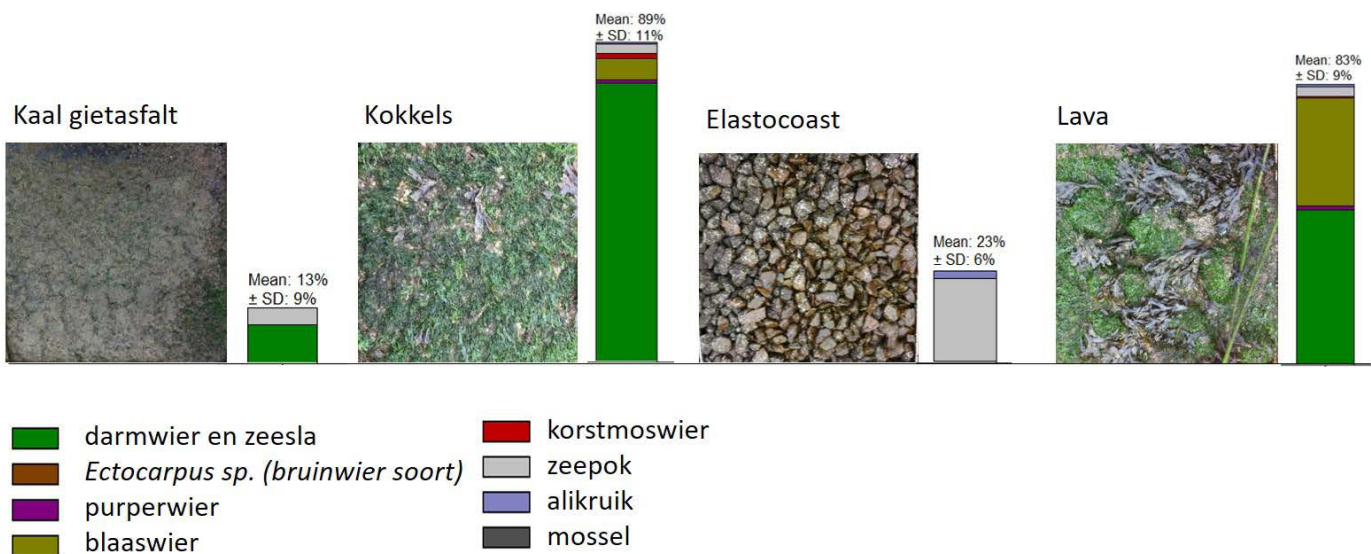 Kaal gietasfalt
Mean: 13%
± SD: 9%
Kokkels
Mean: 89%
± SD: 11%
Elastocoast
Mean: 23%
± SD: 6%
Lava
Mean: 83%
± SD: 9%
darmwier en zeesla
Ectocarpus sp. (bruinwier soort)
purperwier
blaaswier
korstmoswier
zeepok
alikruik
mossel